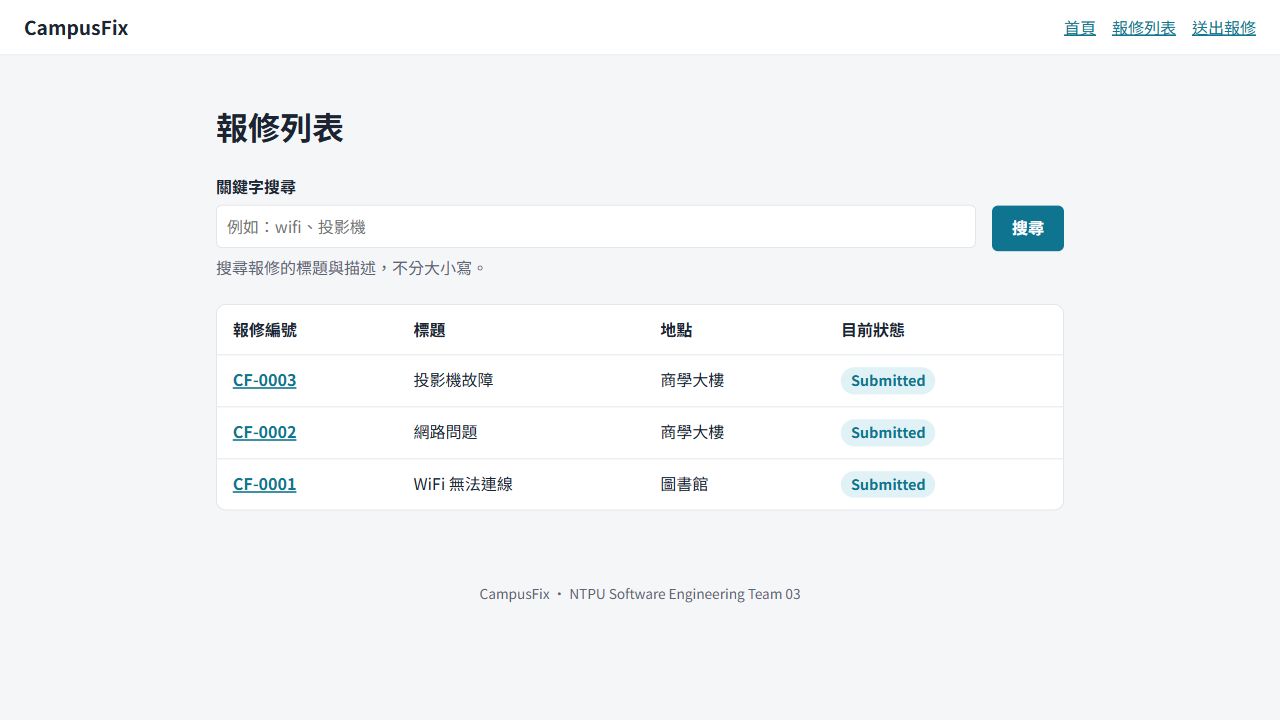 CampusFix
首頁 報修列表 送出報修
報修列表
關鍵字搜尋
例如：wifi、投影機
搜尋
搜尋報修的標題與描述，不分大小寫。
報修編號 標題 地點 目前狀態
CF-0003 投影機故障 商學大樓 Submitted
CF-0002 網路問題 商學大樓 Submitted
CF-0001 WiFi 無法連線 圖書館 Submitted
CampusFix · NTPU Software Engineering Team 03